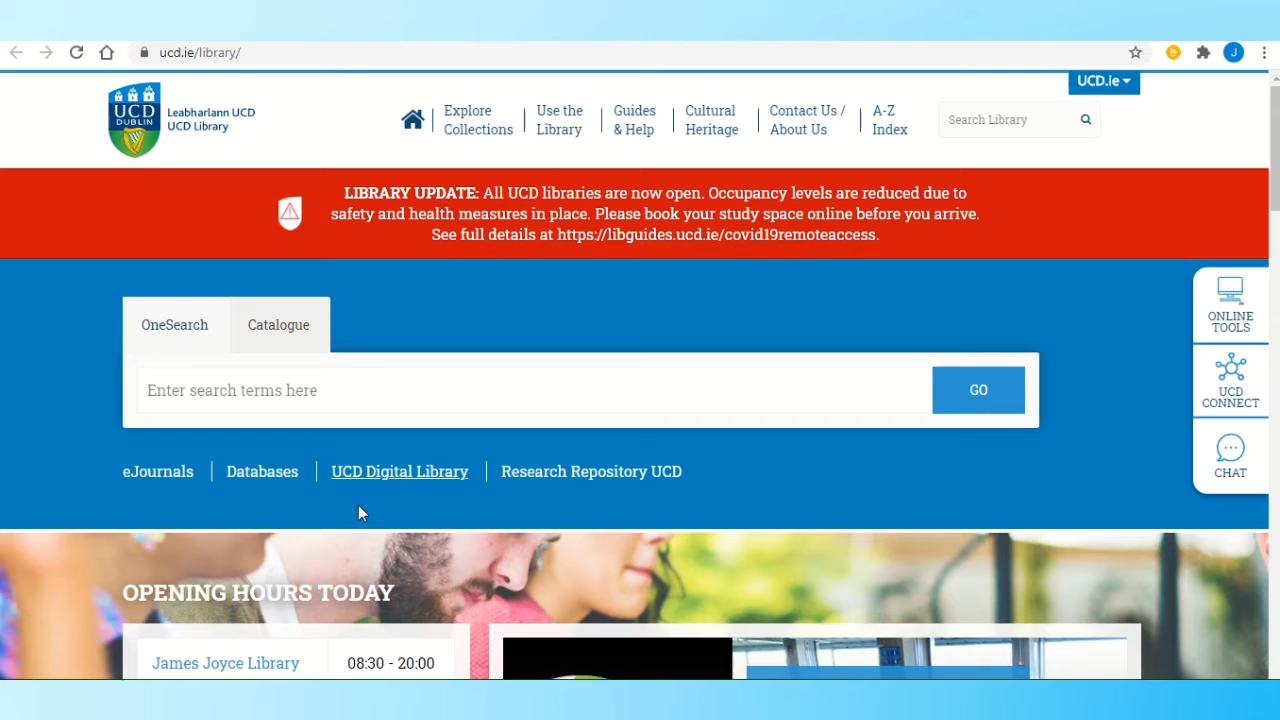 ucd.ie/library/
J
UCD.ie
UCD
DUBLIN
Leabharlann UCD
UCD Library
Explore
Collections
Use the
Library
Guides
& Help
Cultural
Heritage
Contact Us /
About Us
A-Z
Index
Search Library
LIBRARY UPDATE: All UCD libraries are now open. Occupancy levels are reduced due to
safety and health measures in place. Please book your study space online before you arrive.
See full details at https://libguides.ucd.ie/covid19remoteaccess.
OneSearch
Catalogue
Enter search terms here
GO
ONLINE
TOOLS
UCD
CONNECT
CHAT
eJournals
Databases
UCD Digital Library
Research Repository UCD
OPENING HOURS TODAY
James Joyce Library
08:30 - 20:00